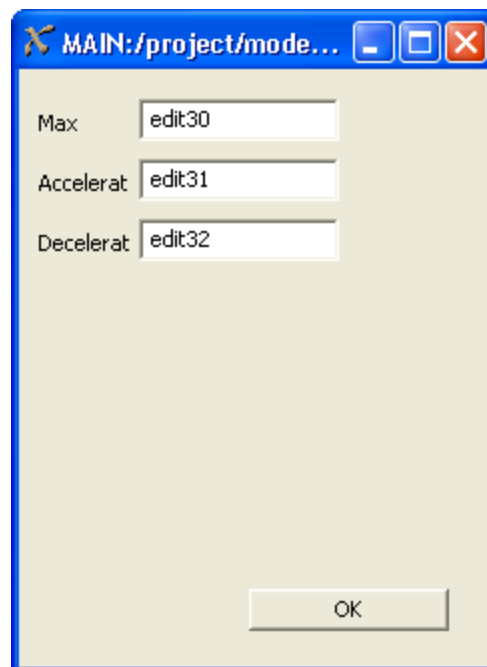 MAIN:/project/mode...
Max edit30
Accelerat edit31
Decelerat edit32
OK